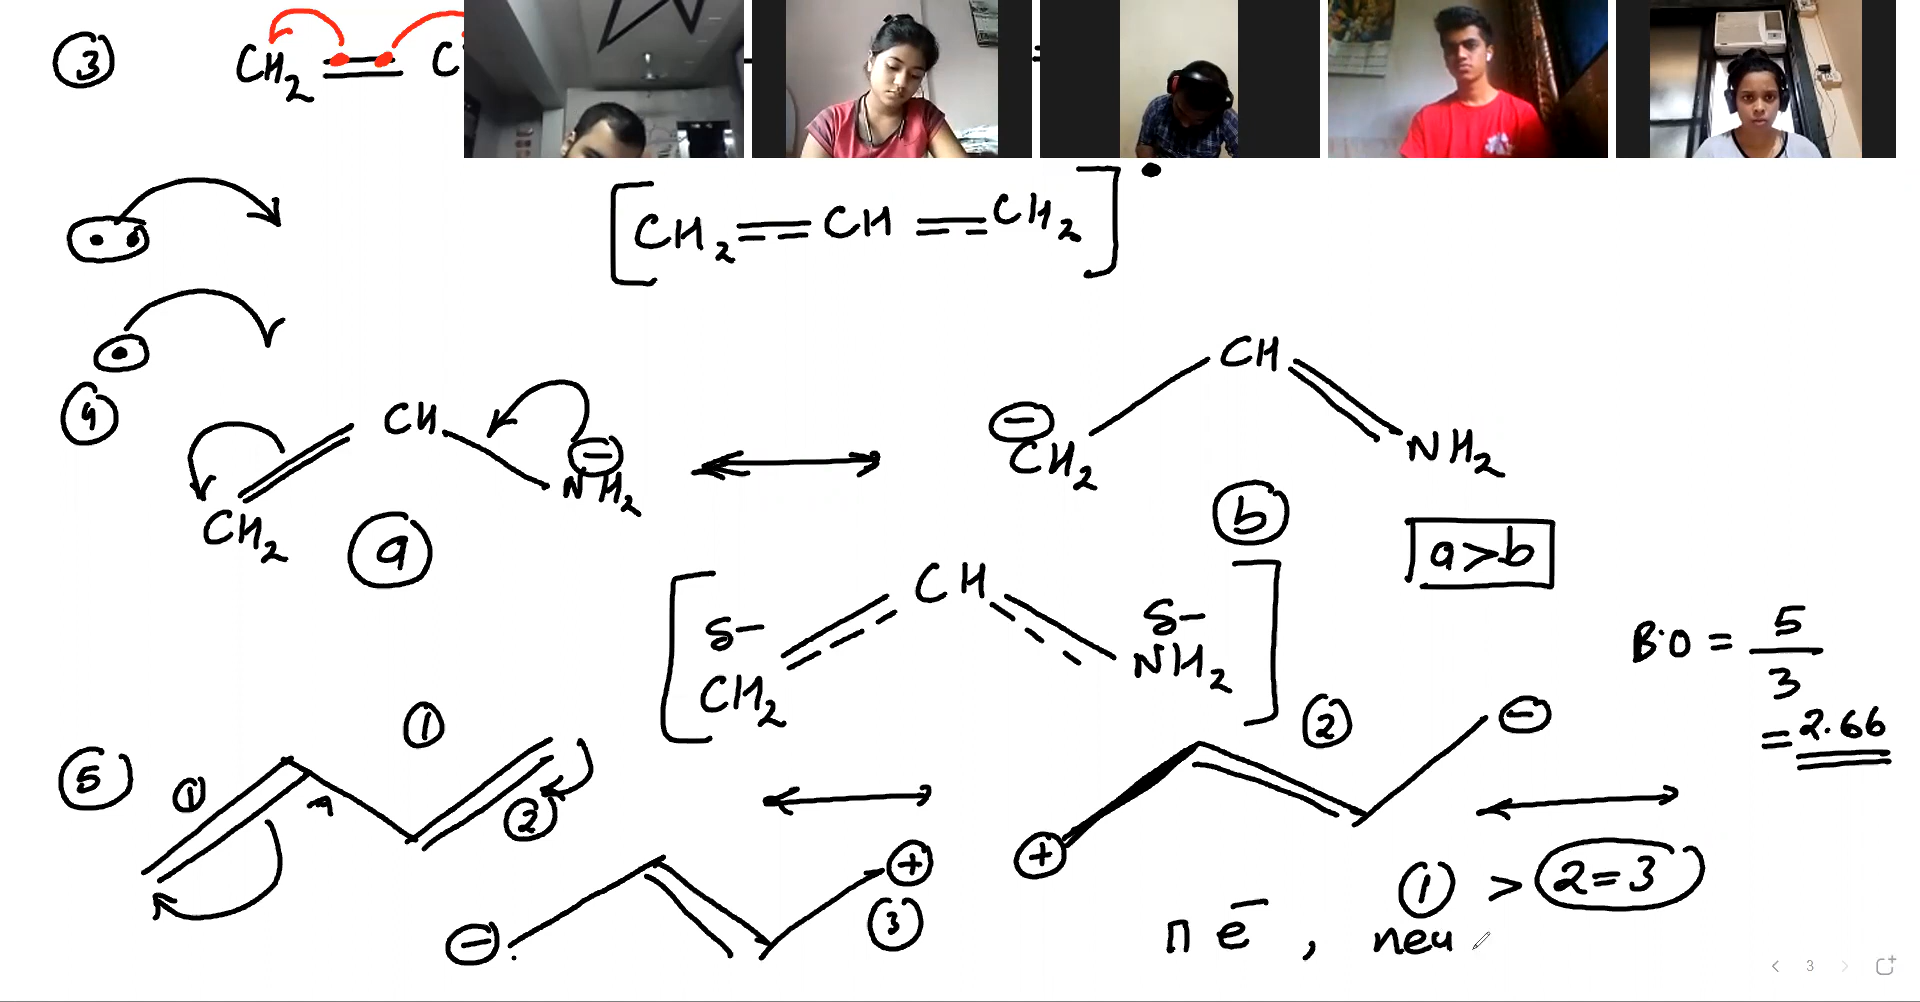 ③ CH₂ = C
[CH₂ == CH == CH₂]•
④ CH₂ = CH - NH₂ ⊖ ↔ ⊖ CH₂ - CH = NH₂
ⓐ ⓑ
a > b
[δ− CH₂ == CH == NH₂ δ−]
B·O = 5/3
= 2.66
⑤ ① ① ② ↔ ⊕ ② ⊖ ↔
⊖ ⊕ ③
① > 2=3
π e⁻ , neu
3